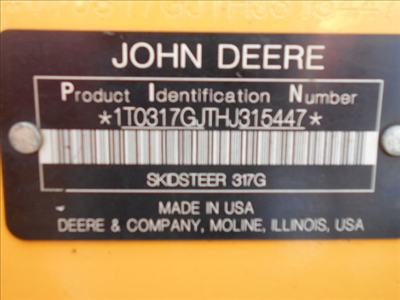 JOHN DEERE
Product Identification Number
*1T0317GJTHJ315447*
SKIDSTEER 317G
MADE IN USA
DEERE & COMPANY, MOLINE, ILLINOIS, USA